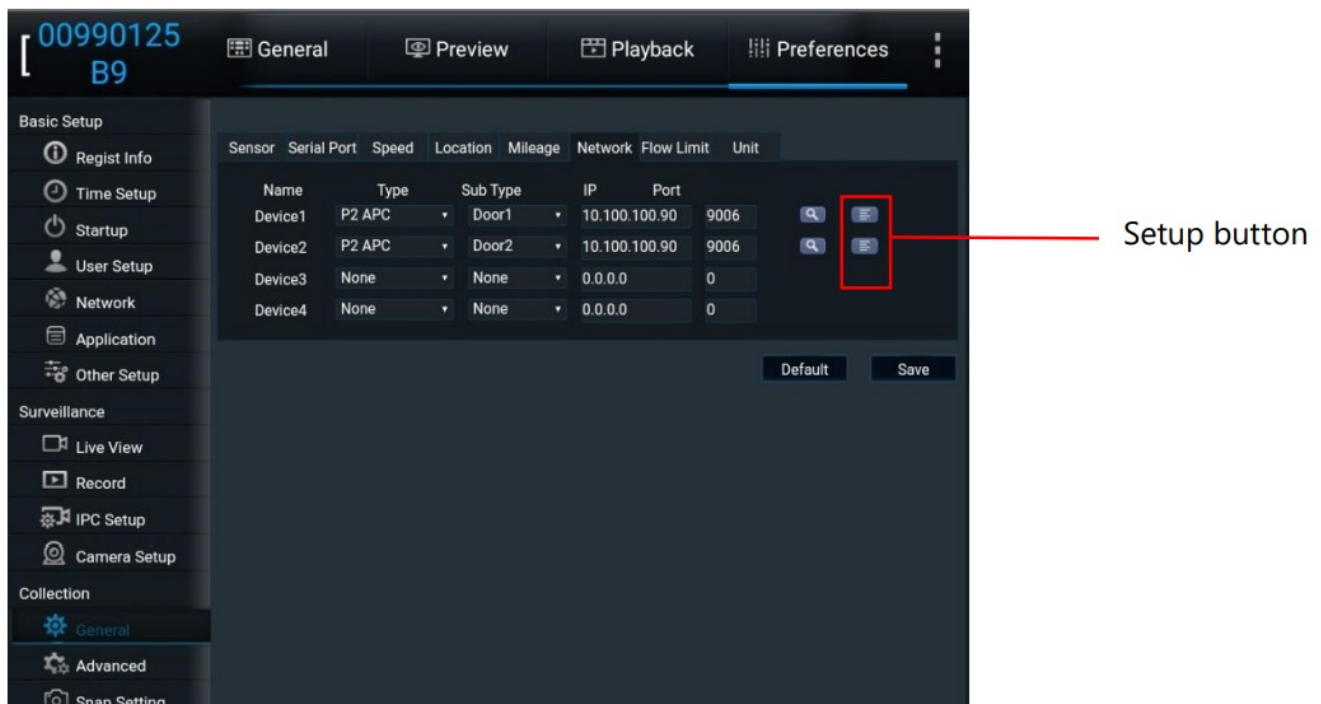 00990125
B9
General
Preview
Playback
Preferences
Basic Setup
Regist Info
Time Setup
Startup
User Setup
Network
Application
Other Setup
Surveillance
Live View
Record
IPC Setup
Camera Setup
Collection
General
Advanced
Snap Setting
Sensor Serial Port Speed Location Mileage Network Flow Limit Unit
Name Type Sub Type IP Port
Device1 P2 APC Door1 10.100.100.90 9006
Device2 P2 APC Door2 10.100.100.90 9006
Device3 None None 0.0.0.0 0
Device4 None None 0.0.0.0 0
Default Save
Setup button